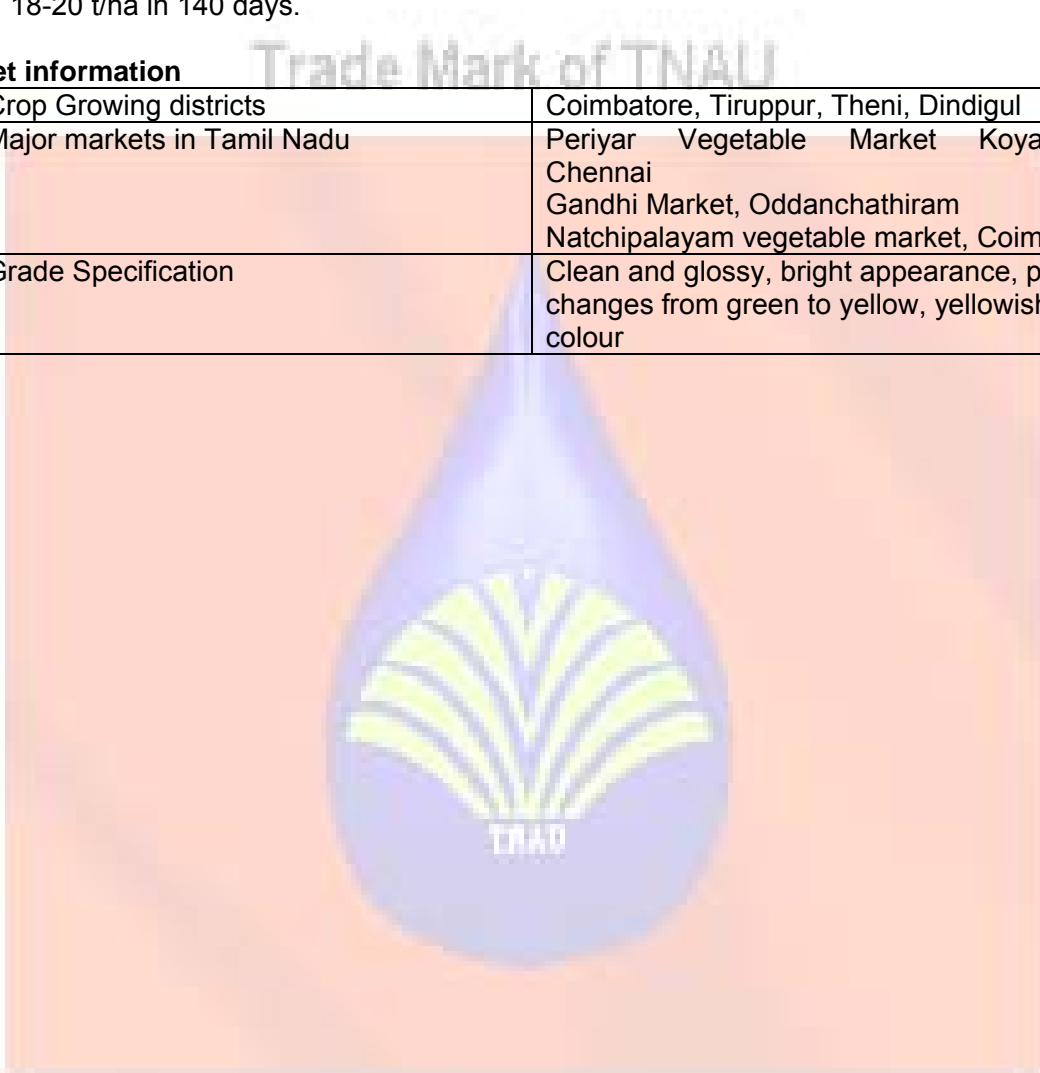 18-20 t/ha in 140 days.
Trade Mark of TNAU
et information
Crop Growing districts Coimbatore, Tiruppur, Theni, Dindigul
Major markets in Tamil Nadu Periyar Vegetable Market Koya
Chennai
Gandhi Market, Oddanchathiram
Natchipalayam vegetable market, Coim
Grade Specification Clean and glossy, bright appearance, p
changes from green to yellow, yellowish
colour
TNAU